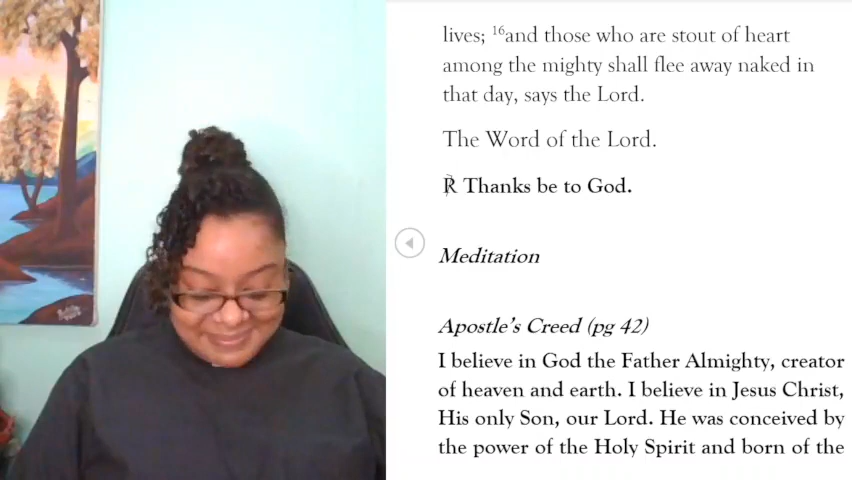 lives; ¹⁶and those who are stout of heart
among the mighty shall flee away naked in
that day, says the Lord.
The Word of the Lord.
℟ Thanks be to God.
Meditation
Apostle's Creed (pg 42)
I believe in God the Father Almighty, creator
of heaven and earth. I believe in Jesus Christ,
His only Son, our Lord. He was conceived by
the power of the Holy Spirit and born of the